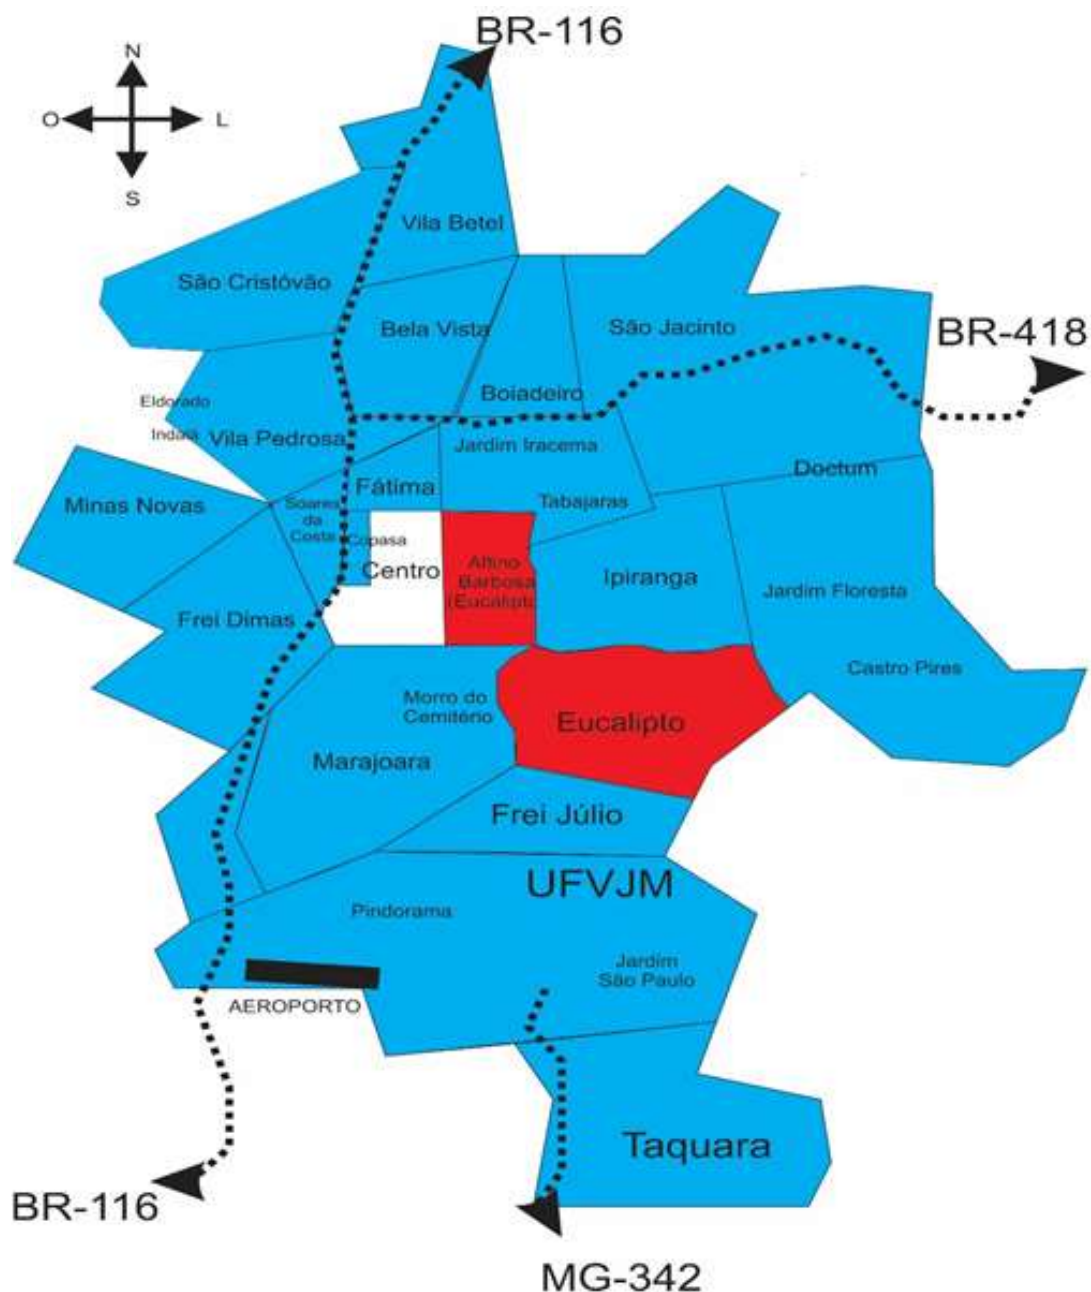 BR-116
N
O
L
S
Vila Betel
São Cristóvão
Bela Vista
São Jacinto
BR-418
Boiadeiro
Eldorado
Indaiá
Vila Pedrosa
Jardim Iracema
Doctum
Fátima
Minas Novas
Soares
da
Costa
Tabajaras
Copasa
Centro
Altino
Barbosa
(Eucalipto
Ipiranga
Jardim Floresta
Frei Dimas
Castro Pires
Morro do
Cemitério
Eucalipto
Marajoara
Frei Júlio
UFVJM
Pindorama
Jardim
São Paulo
AEROPORTO
Taquara
BR-116
MG-342